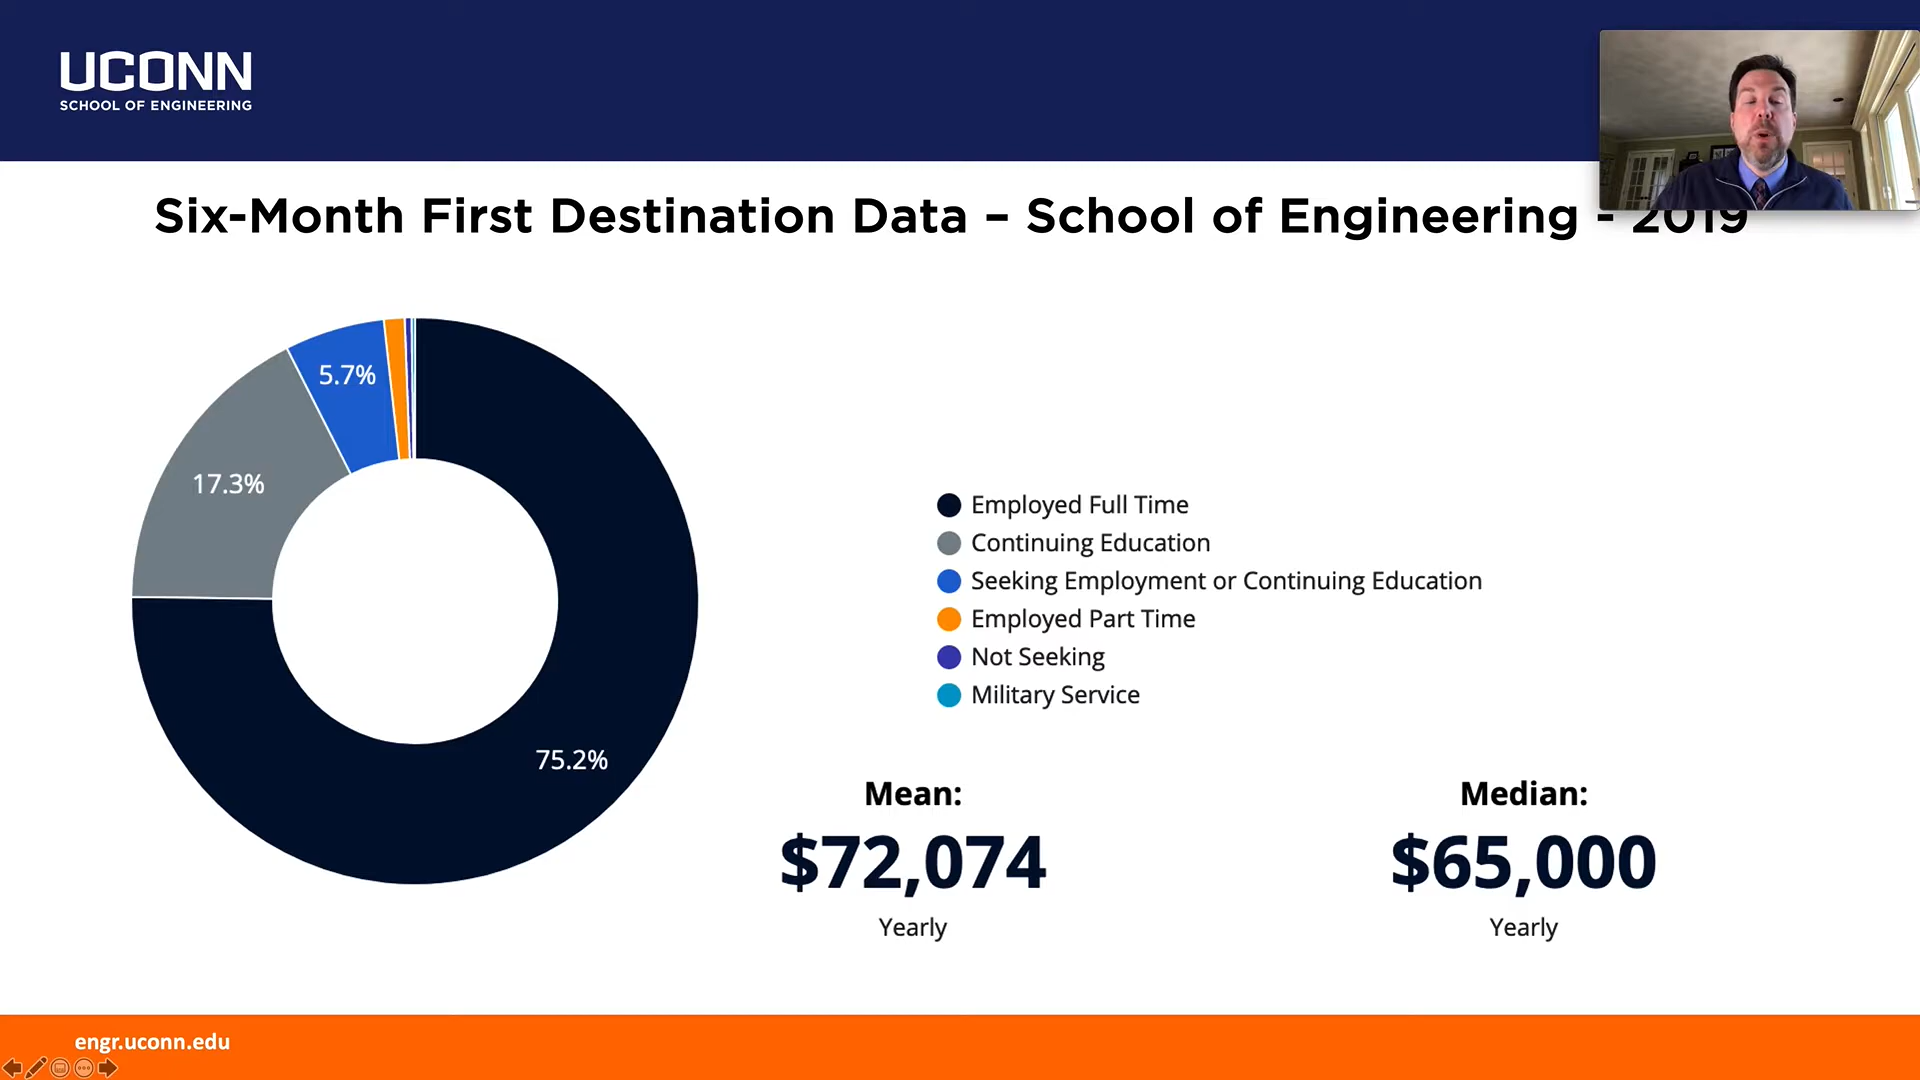 UCONN
SCHOOL OF ENGINEERING
Six-Month First Destination Data – School of Engineering - 2019
5.7%
17.3%
75.2%
Employed Full Time
Continuing Education
Seeking Employment or Continuing Education
Employed Part Time
Not Seeking
Military Service
Mean:
$72,074
Yearly
Median:
$65,000
Yearly
engr.uconn.edu